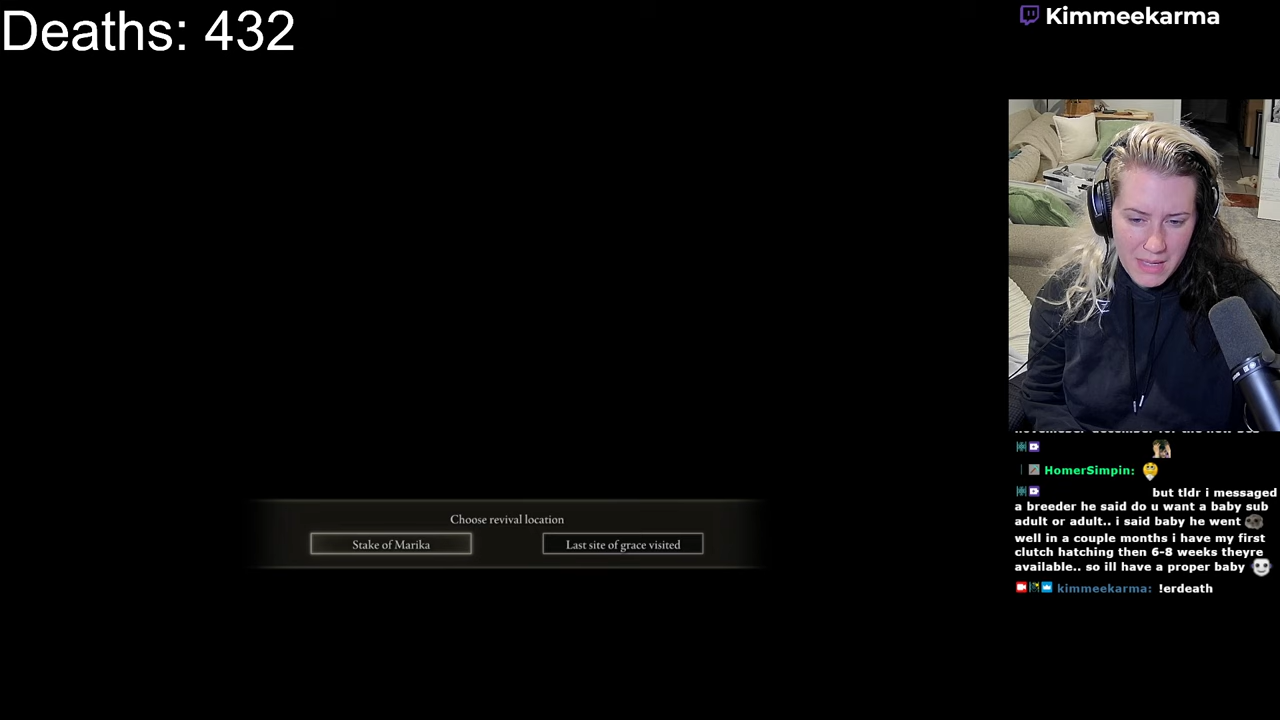 Deaths: 432
Kimmeekarma
HomerSimpin:
but tldr i messaged
a breeder he said do u want a baby sub
adult or adult.. i said baby he went
well in a couple months i have my first
clutch hatching then 6-8 weeks theyre
available.. so ill have a proper baby
kimmeekarma: !erdeath
Choose revival location
Stake of Marika
Last site of grace visited